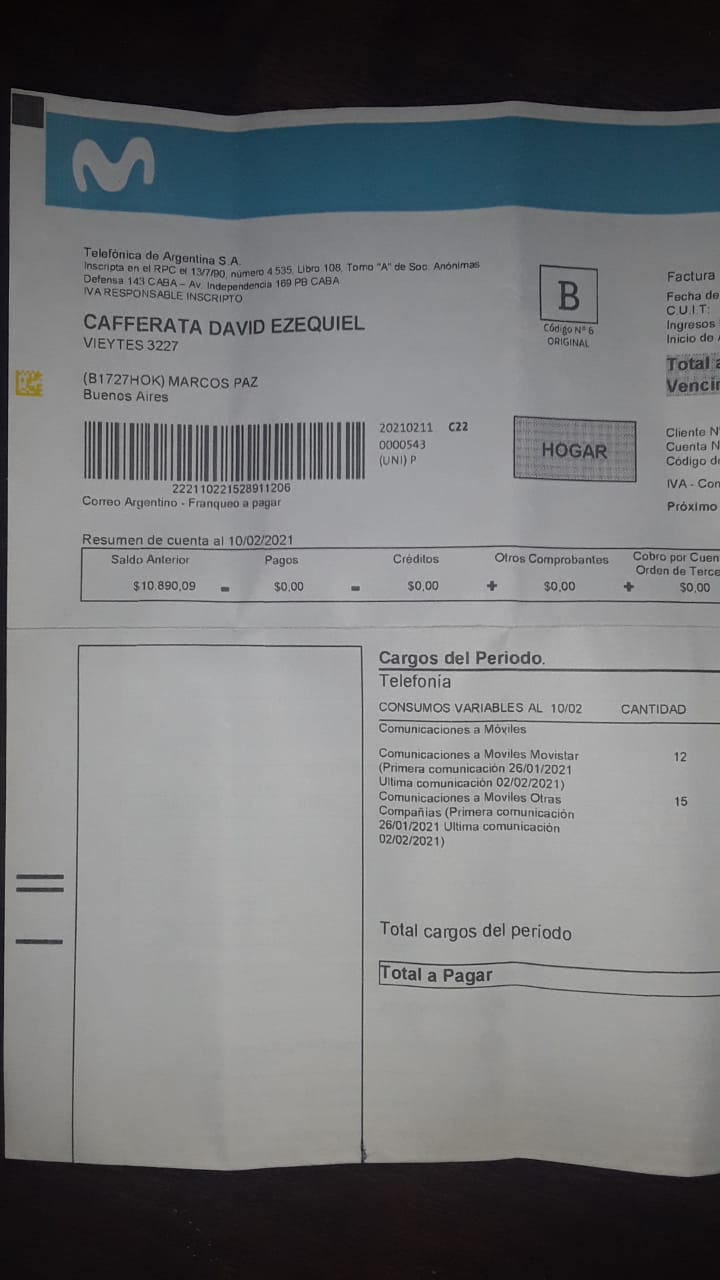 Telefónica de Argentina S.A.
Inscripta en el RPC el 13/7/90, número 4.535, Libro 108, Tomo "A" de Soc. Anónimas
Defensa 143 CABA – Av. Independencia 169 PB CABA
IVA RESPONSABLE INSCRIPTO
CAFFERATA DAVID EZEQUIEL
VIEYTES 3227
(B1727HOK) MARCOS PAZ
Buenos Aires
222110221528911206
Correo Argentino - Franqueo a pagar
20210211 C22
0000543
(UNI) P
B
Código Nº 6
ORIGINAL
HOGAR
Factura
Fecha de
C.U.I.T:
Ingresos
Inicio de
Total a
Vencin
Cliente N
Cuenta N
Código de
IVA - Con
Próximo
Resumen de cuenta al 10/02/2021
Saldo Anterior Pagos Créditos Otros Comprobantes Cobro por Cuen
Orden de Terce
$10.890,09 - $0,00 - $0,00 + $0,00 + $0,00
Cargos del Periodo.
Telefonía
CONSUMOS VARIABLES AL 10/02 CANTIDAD
Comunicaciones a Móviles
Comunicaciones a Moviles Movistar 12
(Primera comunicación 26/01/2021
Ultima comunicación 02/02/2021)
Comunicaciones a Moviles Otras 15
Compañias (Primera comunicación
26/01/2021 Ultima comunicación
02/02/2021)
Total cargos del periodo
Total a Pagar